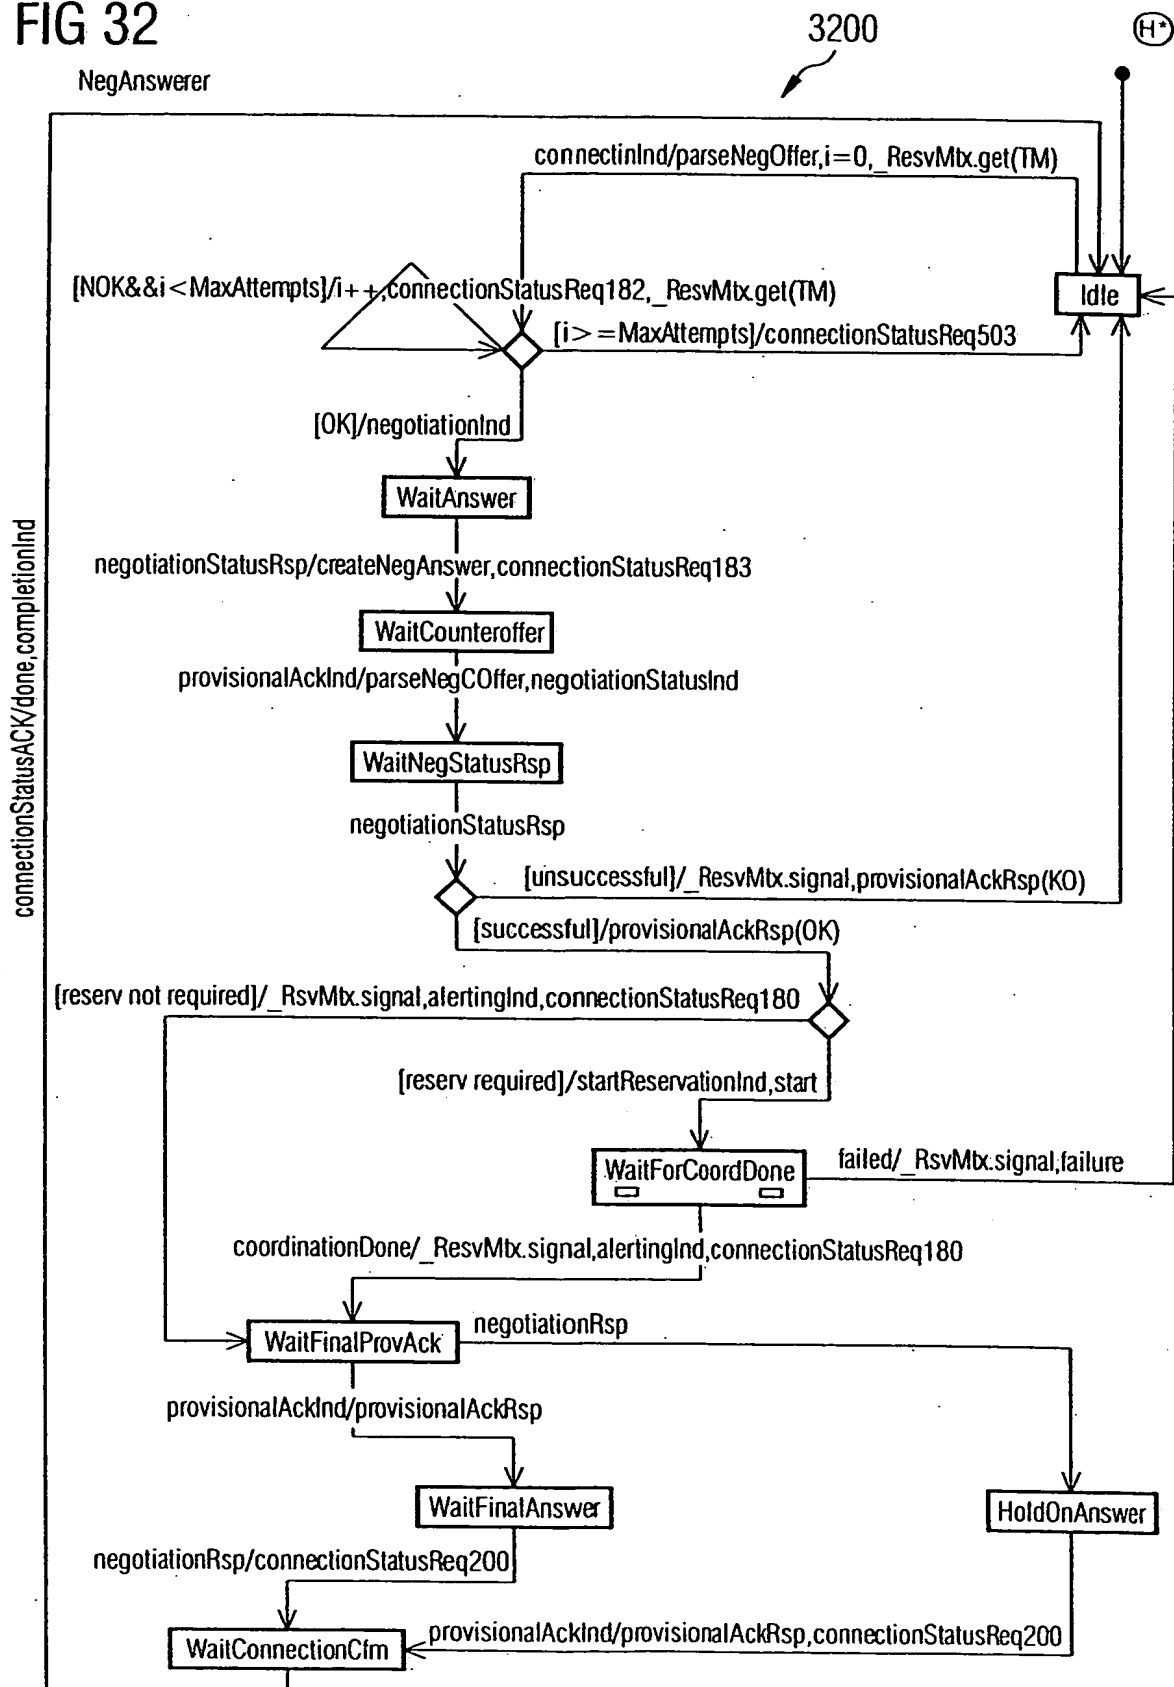 FIG 32
3200
H*
NegAnswerer
connectinInd/parseNegOffer,i=0,_ResvMtx.get(TM)
[NOK&&i<MaxAttempts]/i++,connectionStatusReq182,_ResvMtx.get(TM)
Idle
[i>=MaxAttempts]/connectionStatusReq503
[OK]/negotiationInd
WaitAnswer
connectionStatusACK/done,completionInd
negotiationStatusRsp/createNegAnswer,connectionStatusReq183
WaitCounteroffer
provisionalAckInd/parseNegCOffer,negotiationStatusInd
WaitNegStatusRsp
negotiationStatusRsp
[unsuccessful]/_ResvMtx.signal,provisionalAckRsp(KO)
[successful]/provisionalAckRsp(OK)
[reserv not required]/_RsvMtx.signal,alertingInd,connectionStatusReq180
[reserv required]/startReservationInd,start
WaitForCoordDone
failed/_RsvMtx.signal,failure
coordinationDone/_ResvMtx.signal,alertingInd,connectionStatusReq180
WaitFinalProvAck
negotiationRsp
provisionalAckInd/provisionalAckRsp
WaitFinalAnswer
HoldOnAnswer
negotiationRsp/connectionStatusReq200
WaitConnectionCfm
provisionalAckInd/provisionalAckRsp,connectionStatusReq200